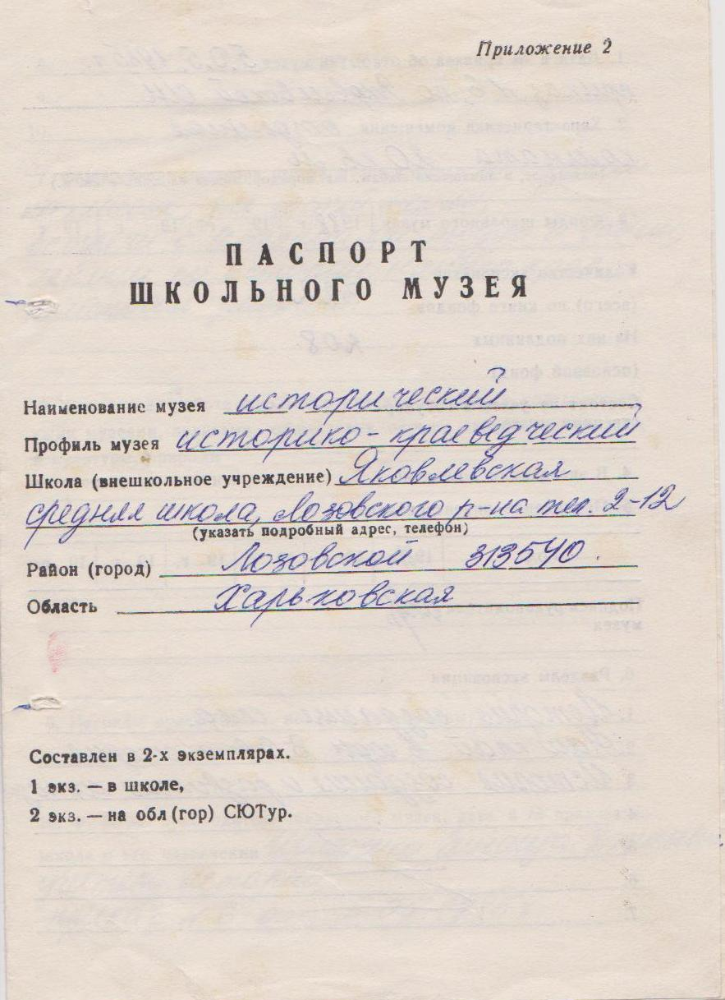 Приложение 2
ПАСПОРТ
ШКОЛЬНОГО МУЗЕЯ
Наименование музея исторический
Профиль музея историко-краеведческий
Школа (внешкольное учреждение) Яковлевская
средняя школа, Лозовского р-на тел. 2-12
(указать подробный адрес, телефон)
Район (город) Лозовской 313540.
Область Харьковская
Составлен в 2-х экземплярах.
1 экз. — в школе,
2 экз. — на обл (гор) СЮТур.